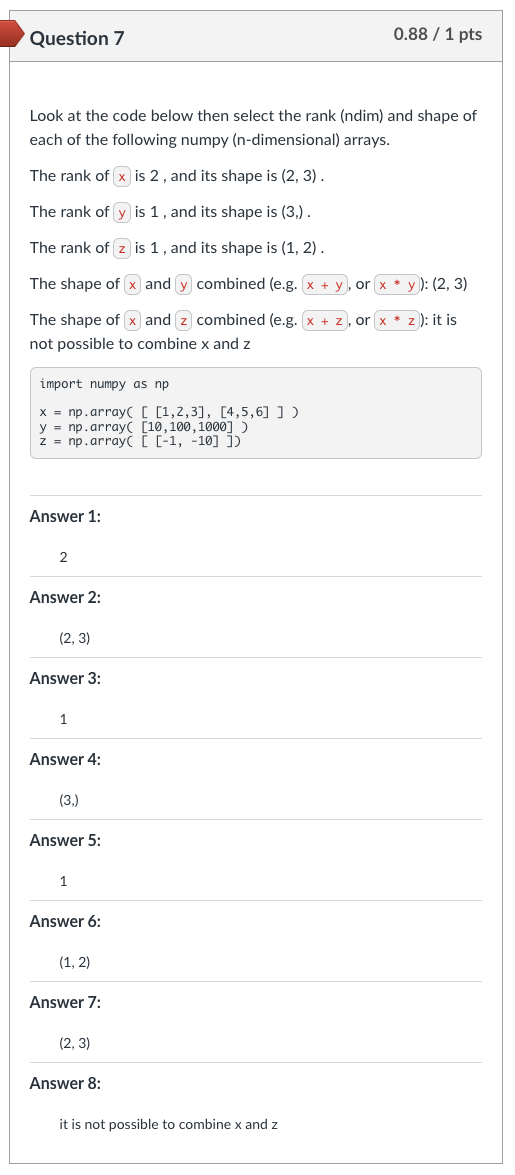 Question 7
0.88 / 1 pts
Look at the code below then select the rank (ndim) and shape of
each of the following numpy (n-dimensional) arrays.
The rank of x is 2 , and its shape is (2, 3) .
The rank of y is 1 , and its shape is (3,) .
The rank of z is 1 , and its shape is (1, 2) .
The shape of x and y combined (e.g. x + y, or x * y): (2, 3)
The shape of x and z combined (e.g. x + z, or x * z): it is
not possible to combine x and z
import numpy as np
x = np.array( [ [1,2,3], [4,5,6] ] )
y = np.array( [10,100,1000] )
z = np.array( [ [-1, -10] ])
Answer 1:
2
Answer 2:
(2, 3)
Answer 3:
1
Answer 4:
(3,)
Answer 5:
1
Answer 6:
(1, 2)
Answer 7:
(2, 3)
Answer 8:
it is not possible to combine x and z